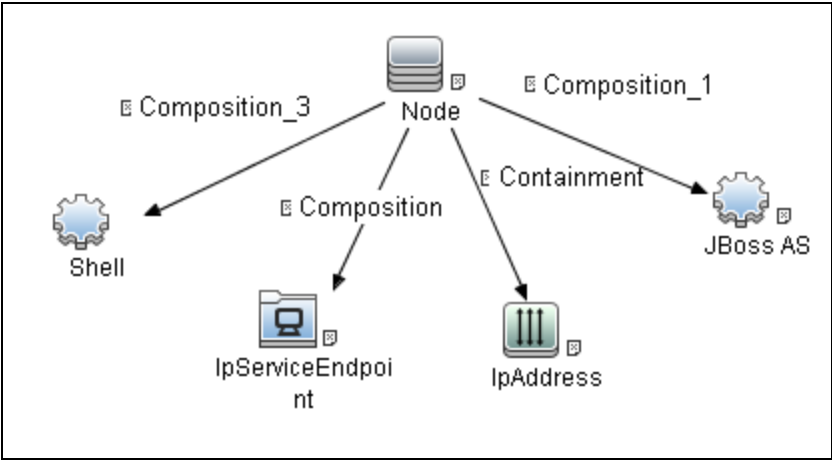 Node
Composition_3
Composition_1
Composition
Containment
Shell
JBoss AS
IpServiceEndpoi
nt
IpAddress